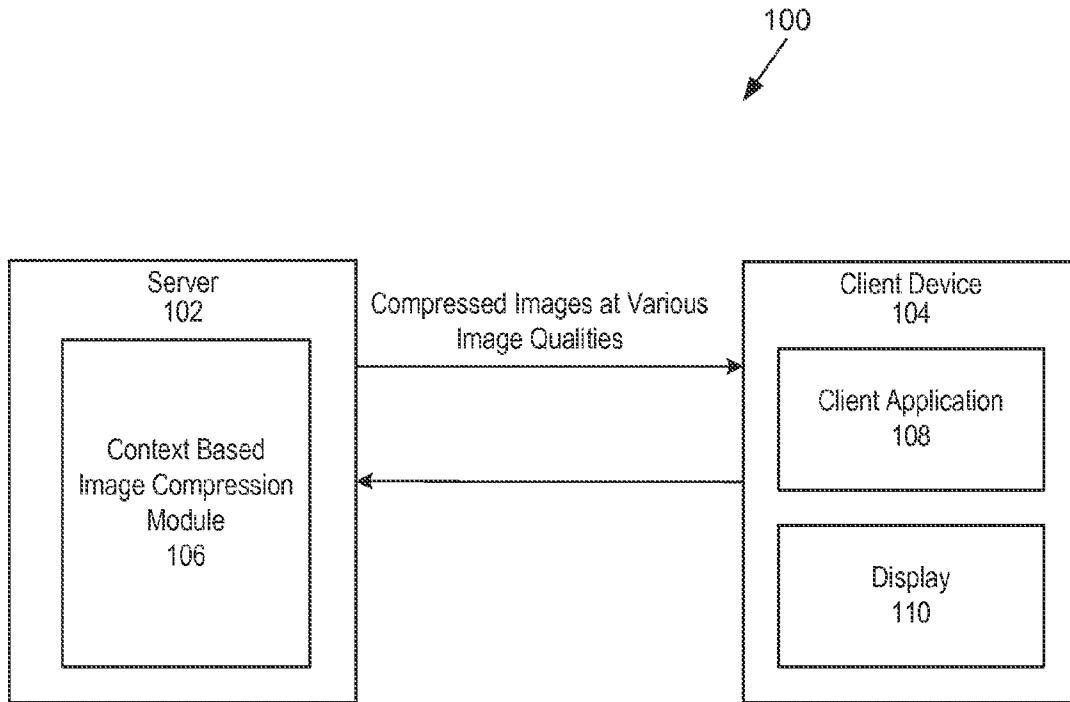 100
Server
102
Compressed Images at Various
Image Qualities
Client Device
104
Client Application
108
Context Based
Image Compression
Module
106
Display
110